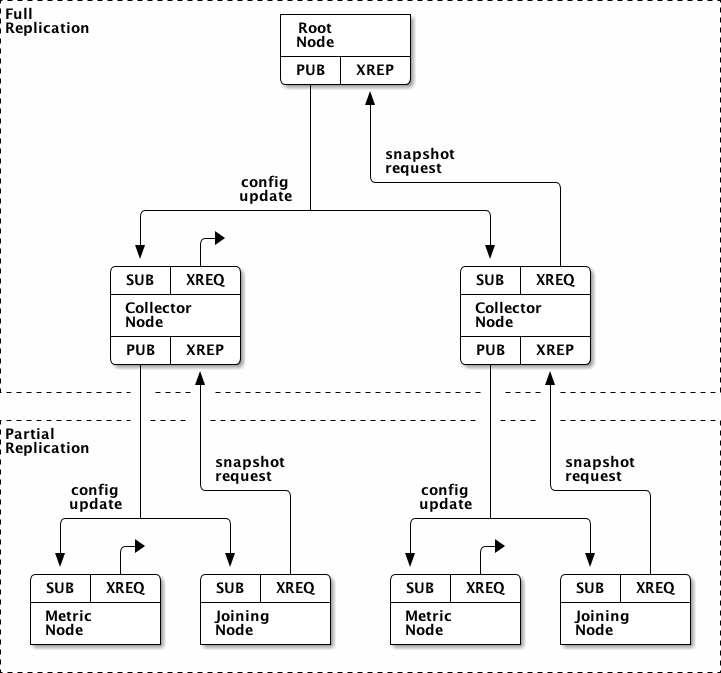 Full
Replication
Root
Node
PUB XREP
snapshot
request
config
update
SUB XREQ
Collector
Node
PUB XREP
SUB XREQ
Collector
Node
PUB XREP
Partial
Replication
snapshot
request
config
update
snapshot
request
config
update
SUB XREQ
Metric
Node
SUB XREQ
Joining
Node
SUB XREQ
Metric
Node
SUB XREQ
Joining
Node